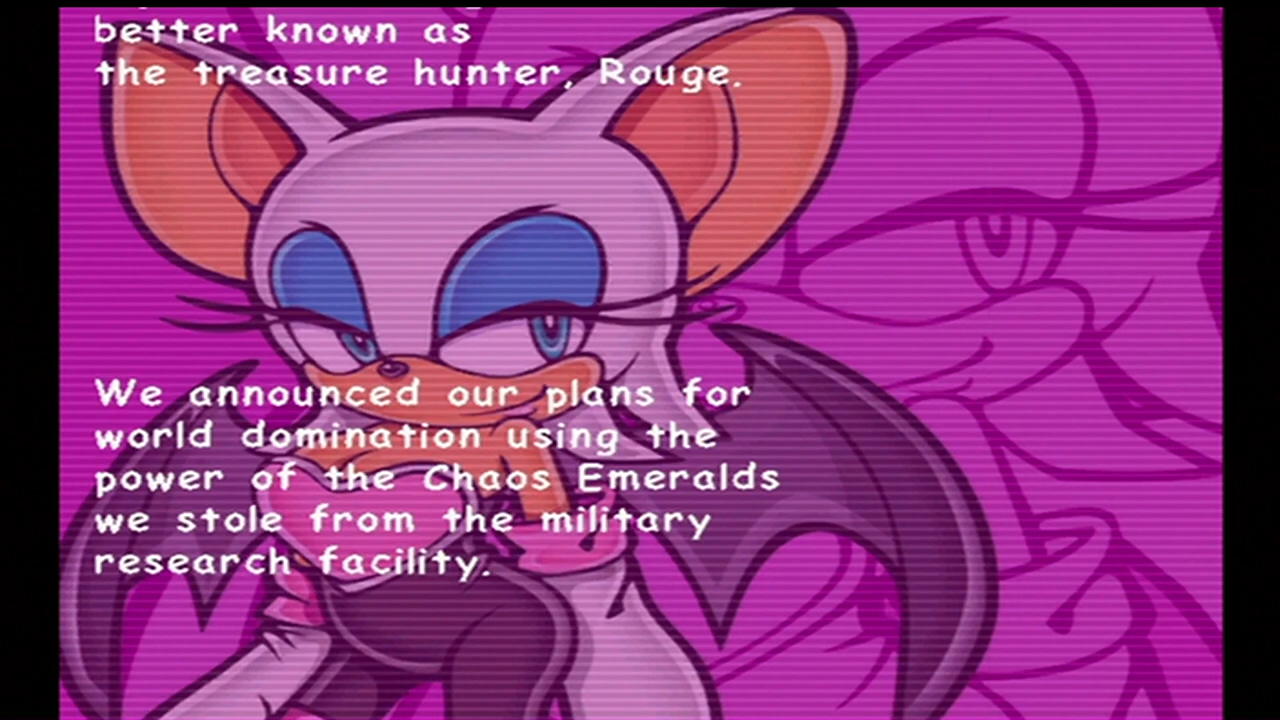 better known as
the treasure hunter, Rouge.
We announced our plans for
world domination using the
power of the Chaos Emeralds
we stole from the military
research facility.